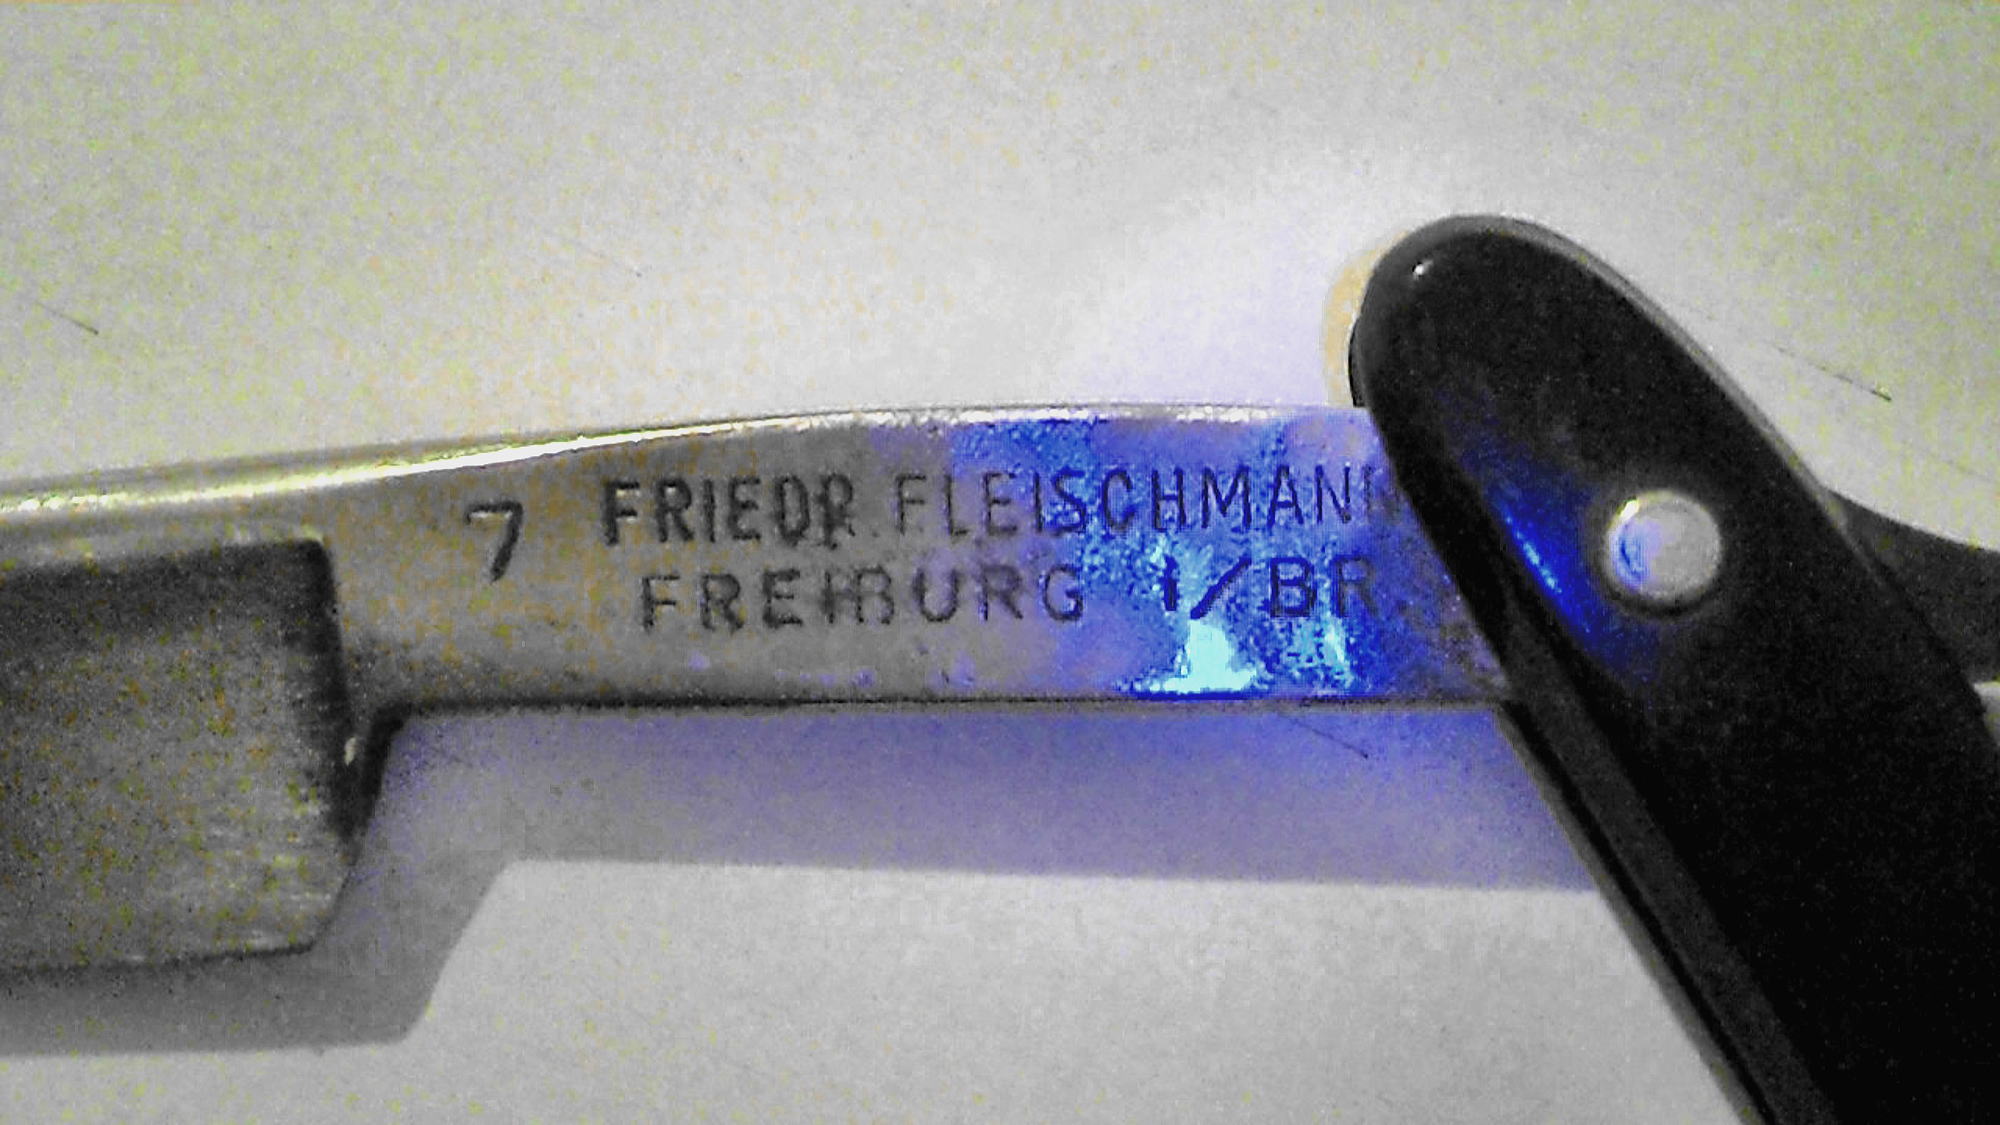 7 FRIEDR. FLEISCHMANN
FREIBURG i/BR.